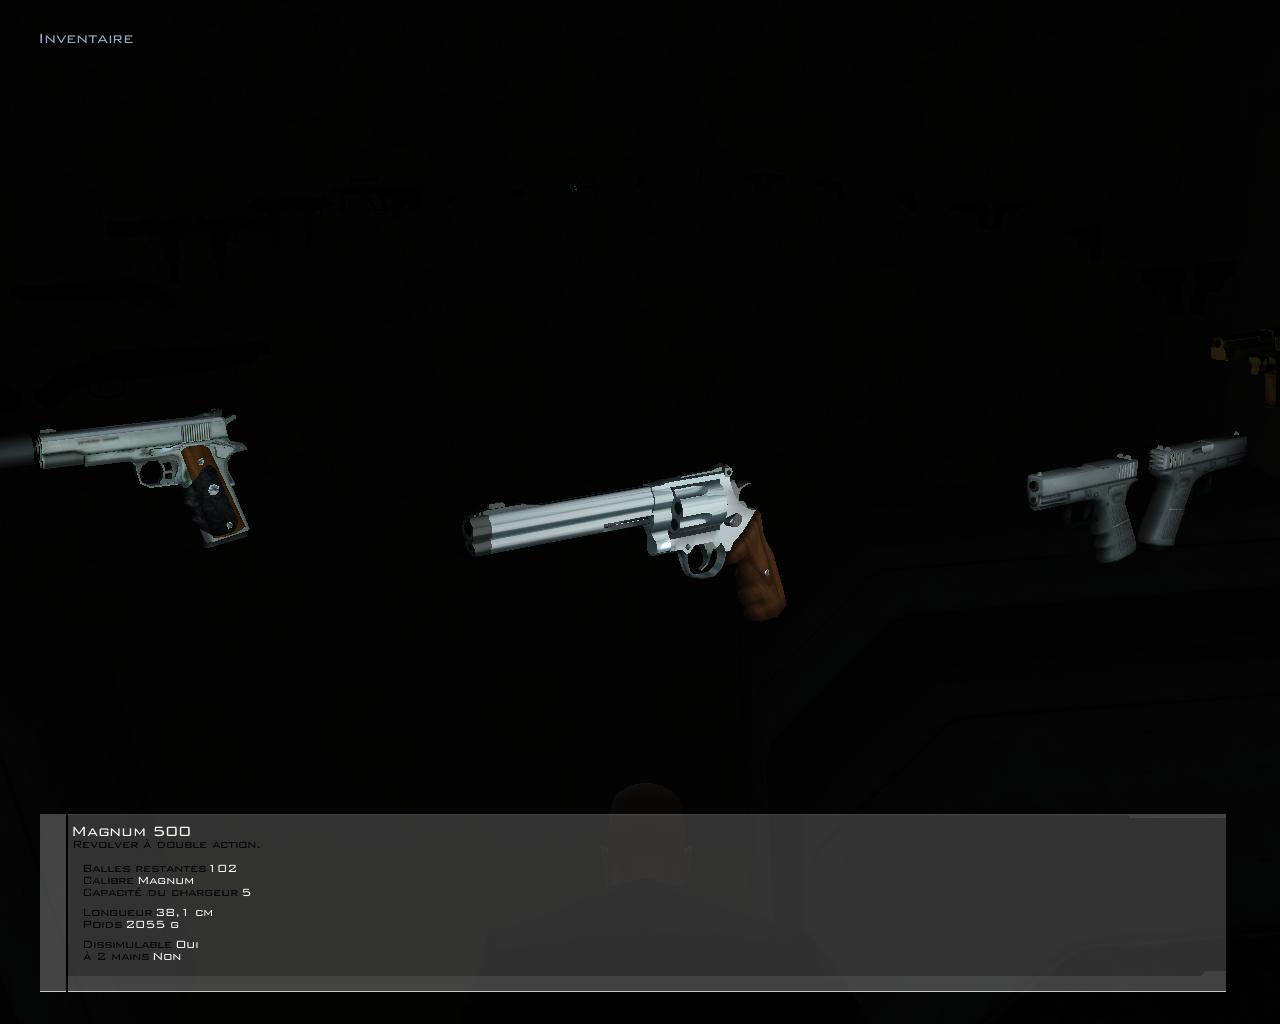 Inventaire
Magnum 500
Revolver à double action.
Balles restantes 102
Calibre Magnum
Capacité du chargeur 5
Longueur 38,1 cm
Poids 2055 g
Dissimulable Oui
À 2 mains Non